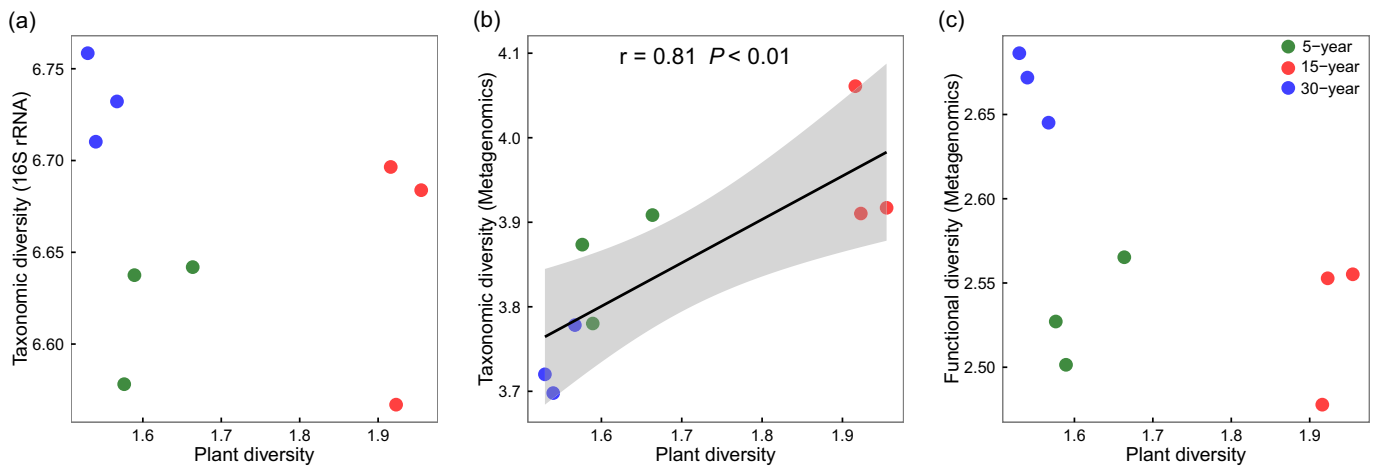 (a)
Taxonomic diversity (16S rRNA)
6.75
6.70
6.65
6.60
1.6 1.7 1.8 1.9
Plant diversity
(b)
r = 0.81 P < 0.01
Taxonomic diversity (Metagenomics)
4.1
4.0
3.9
3.8
3.7
1.6 1.7 1.8 1.9
Plant diversity
(c)
5−year
15−year
30−year
Functional diversity (Metagenomics)
2.65
2.60
2.55
2.50
1.6 1.7 1.8 1.9
Plant diversity